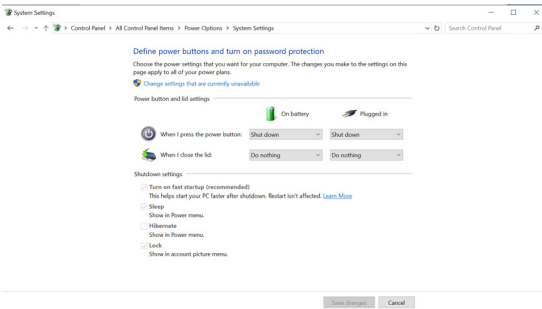 System Settings
Control Panel > All Control Panel Items > Power Options > System Settings
Search Control Panel
Define power buttons and turn on password protection
Choose the power settings that you want for your computer. The changes you make to the settings on this
page apply to all of your power plans.
Change settings that are currently unavailable
Power button and lid settings
On battery Plugged in
When I press the power button: Shut down Shut down
When I close the lid: Do nothing Do nothing
Shutdown settings
Turn on fast startup (recommended)
This helps start your PC faster after shutdown. Restart isn't affected. Learn More
Sleep
Show in Power menu.
Hibernate
Show in Power menu.
Lock
Show in account picture menu.
Save changes Cancel